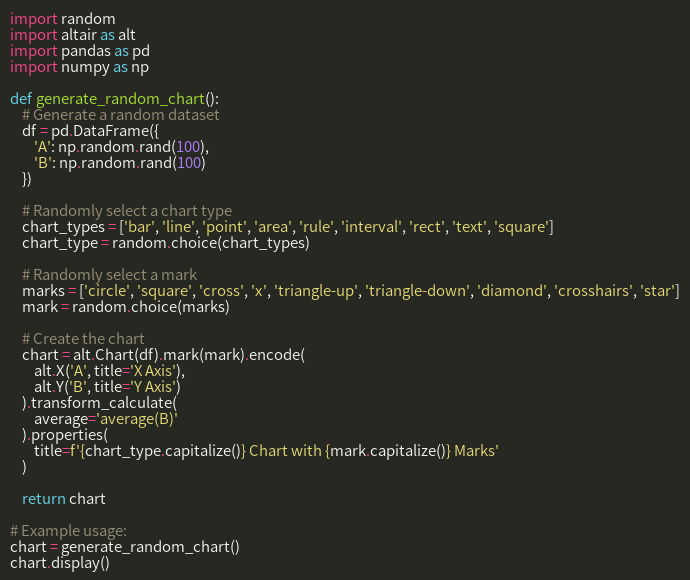 import random
import altair as alt
import pandas as pd
import numpy as np

def generate_random_chart():
    # Generate a random dataset
    df = pd.DataFrame({
        'A': np.random.rand(100),
        'B': np.random.rand(100)
    })

    # Randomly select a chart type
    chart_types = ['bar', 'line', 'point', 'area', 'rule', 'interval', 'rect', 'text', 'square']
    chart_type = random.choice(chart_types)

    # Randomly select a mark
    marks = ['circle', 'square', 'cross', 'x', 'triangle-up', 'triangle-down', 'diamond', 'crosshairs', 'star']
    mark = random.choice(marks)

    # Create the chart
    chart = alt.Chart(df).mark(mark).encode(
        alt.X('A', title='X Axis'),
        alt.Y('B', title='Y Axis')
    ).transform_calculate(
        average='average(B)'
    ).properties(
        title=f'{chart_type.capitalize()} Chart with {mark.capitalize()} Marks'
    )

    return chart

# Example usage:
chart = generate_random_chart()
chart.display()